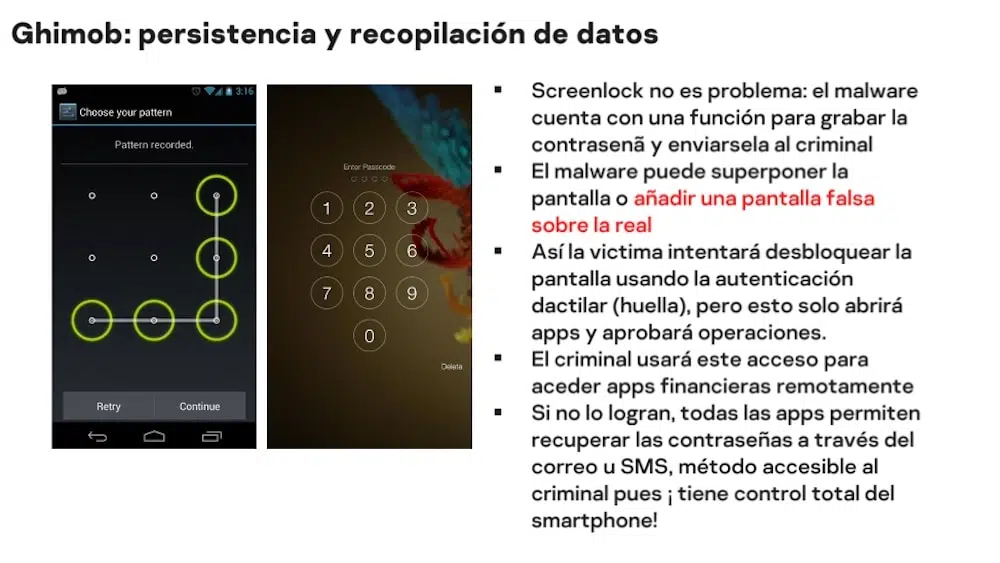 Ghimob: persistencia y recopilación de datos
3:16
Choose your pattern
Pattern recorded.
Retry
Continue
Enter Passcode
1 2 3
4 5 6
7 8 9
0
Delete
▪ Screenlock no es problema: el malware
cuenta con una función para grabar la
contrasenã y enviarsela al criminal
▪ El malware puede superponer la
pantalla o añadir una pantalla falsa
sobre la real
▪ Así la victima intentará desbloquear la
pantalla usando la autenticación
dactilar (huella), pero esto solo abrirá
apps y aprobará operaciones.
▪ El criminal usará este acceso para
aceder apps financieras remotamente
▪ Si no lo logran, todas las apps permiten
recuperar las contraseñas a través del
correo u SMS, método accesible al
criminal pues ¡ tiene control total del
smartphone!